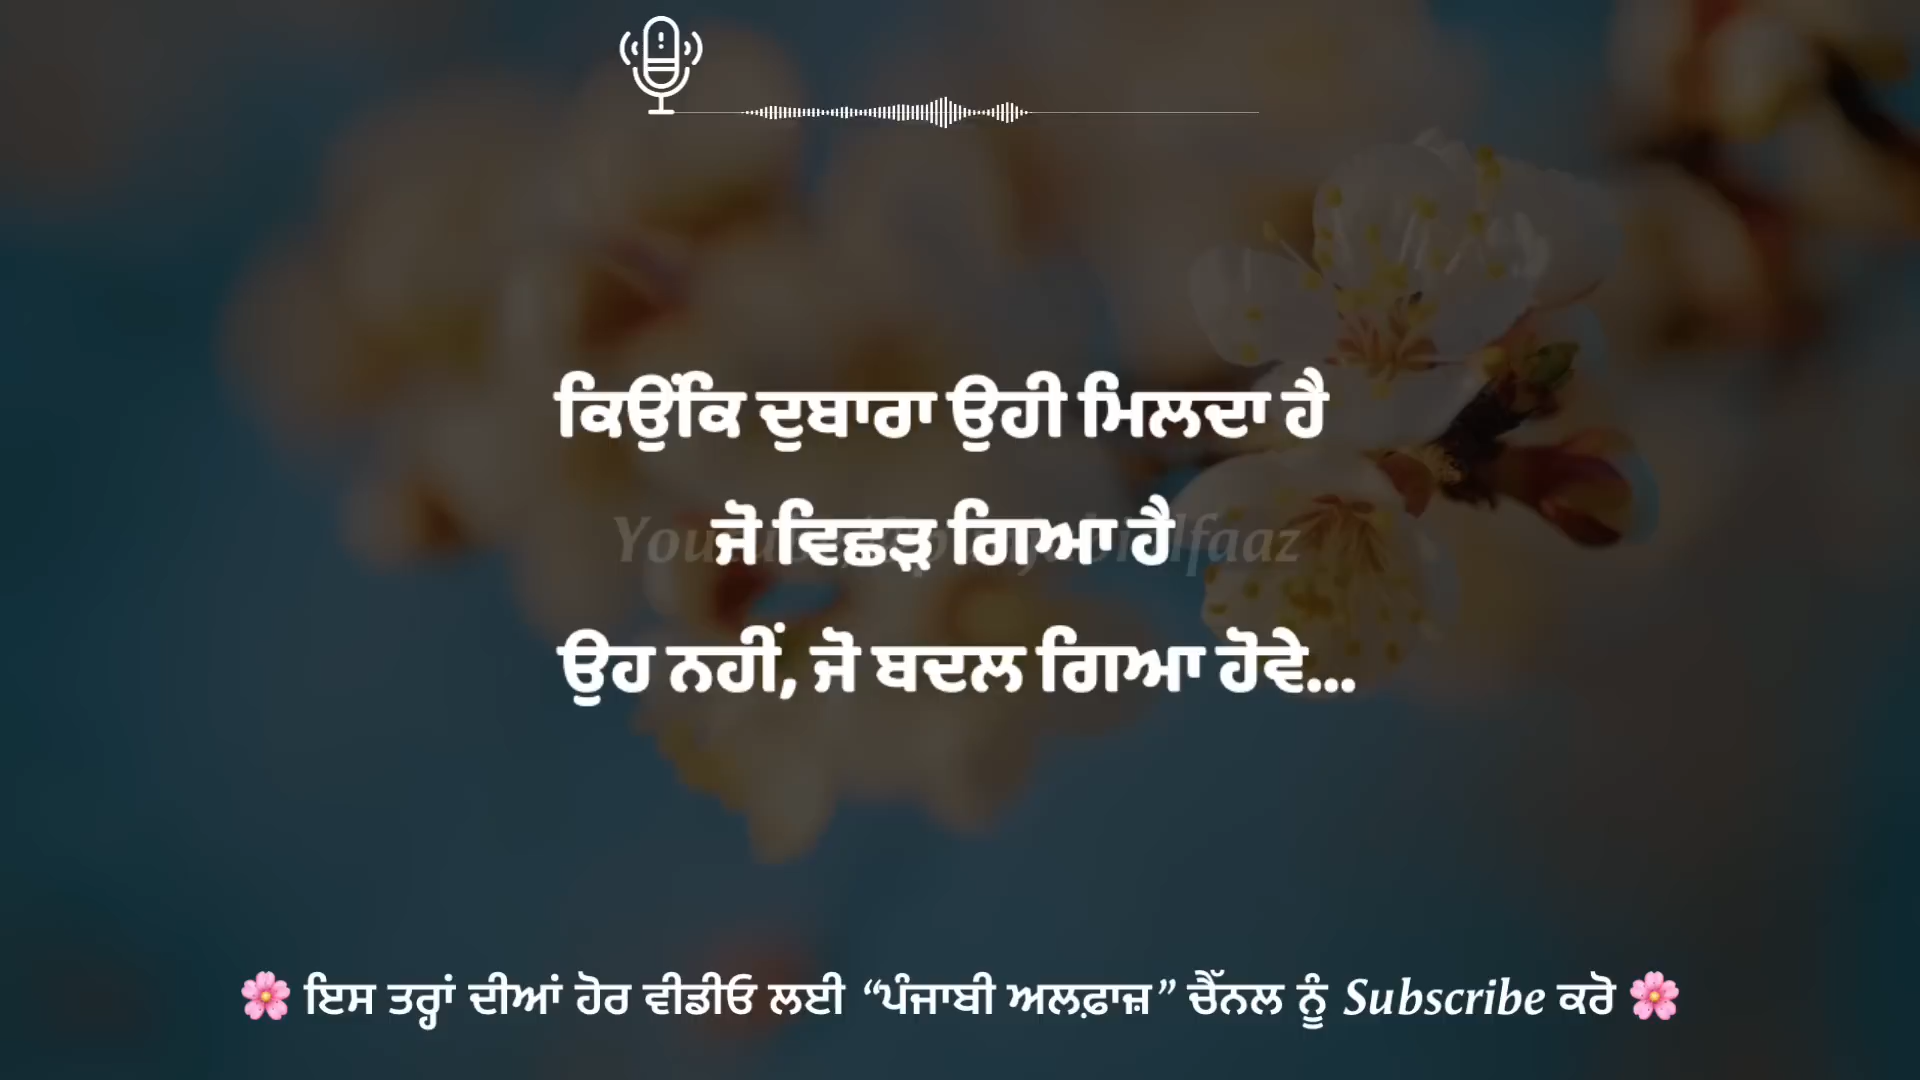 ਕਿਉਂਕਿ ਦੁਬਾਰਾ ਉਹੀ ਮਿਲਦਾ ਹੈ
ਜੋ ਵਿਛੜ ਗਿਆ ਹੈ
ਉਹ ਨਹੀਂ, ਜੋ ਬਦਲ ਗਿਆ ਹੋਵੇ...
🌸 ਇਸ ਤਰ੍ਹਾਂ ਦੀਆਂ ਹੋਰ ਵੀਡੀਓ ਲਈ “ਪੰਜਾਬੀ ਅਲਫ਼ਾਜ਼” ਚੈੱਨਲ ਨੂੰ Subscribe ਕਰੋ 🌸